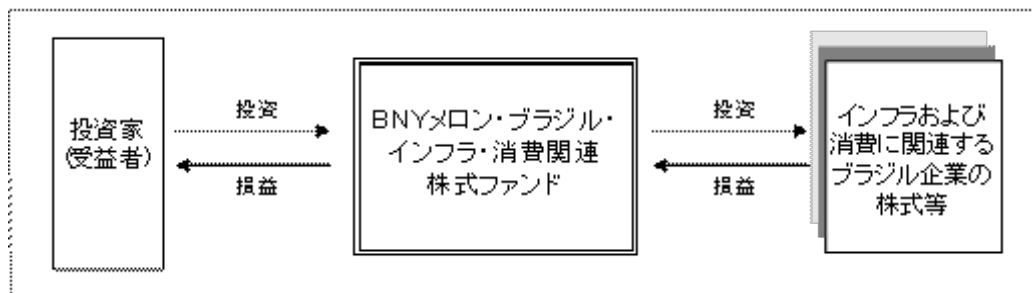 投資家
(受益者)
投資
損益
BNYメロン・ブラジル・
インフラ・消費関連
株式ファンド
投資
損益
インフラおよび
消費に関連する
ブラジル企業の
株式等